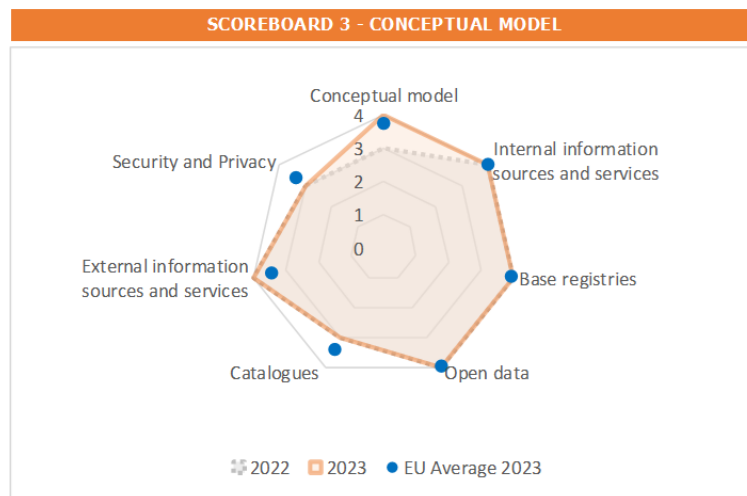 SCOREBOARD 3 - CONCEPTUAL MODEL
Conceptual model
4
3
2
1
0
Internal information
sources and services
Security and Privacy
External information
sources and services
Base registries
Catalogues
Open data
2022
2023
EU Average 2023